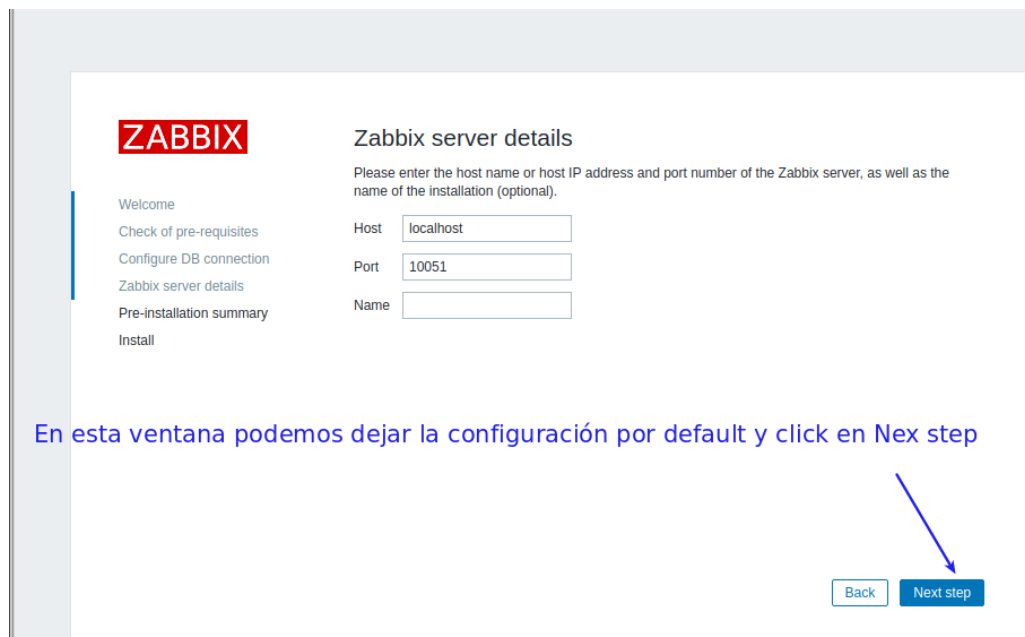 ZABBIX
Welcome
Check of pre-requisites
Configure DB connection
Zabbix server details
Pre-installation summary
Install
Zabbix server details
Please enter the host name or host IP address and port number of the Zabbix server, as well as the
name of the installation (optional).
Host localhost
Port 10051
Name
En esta ventana podemos dejar la configuración por default y click en Nex step
Back Next step